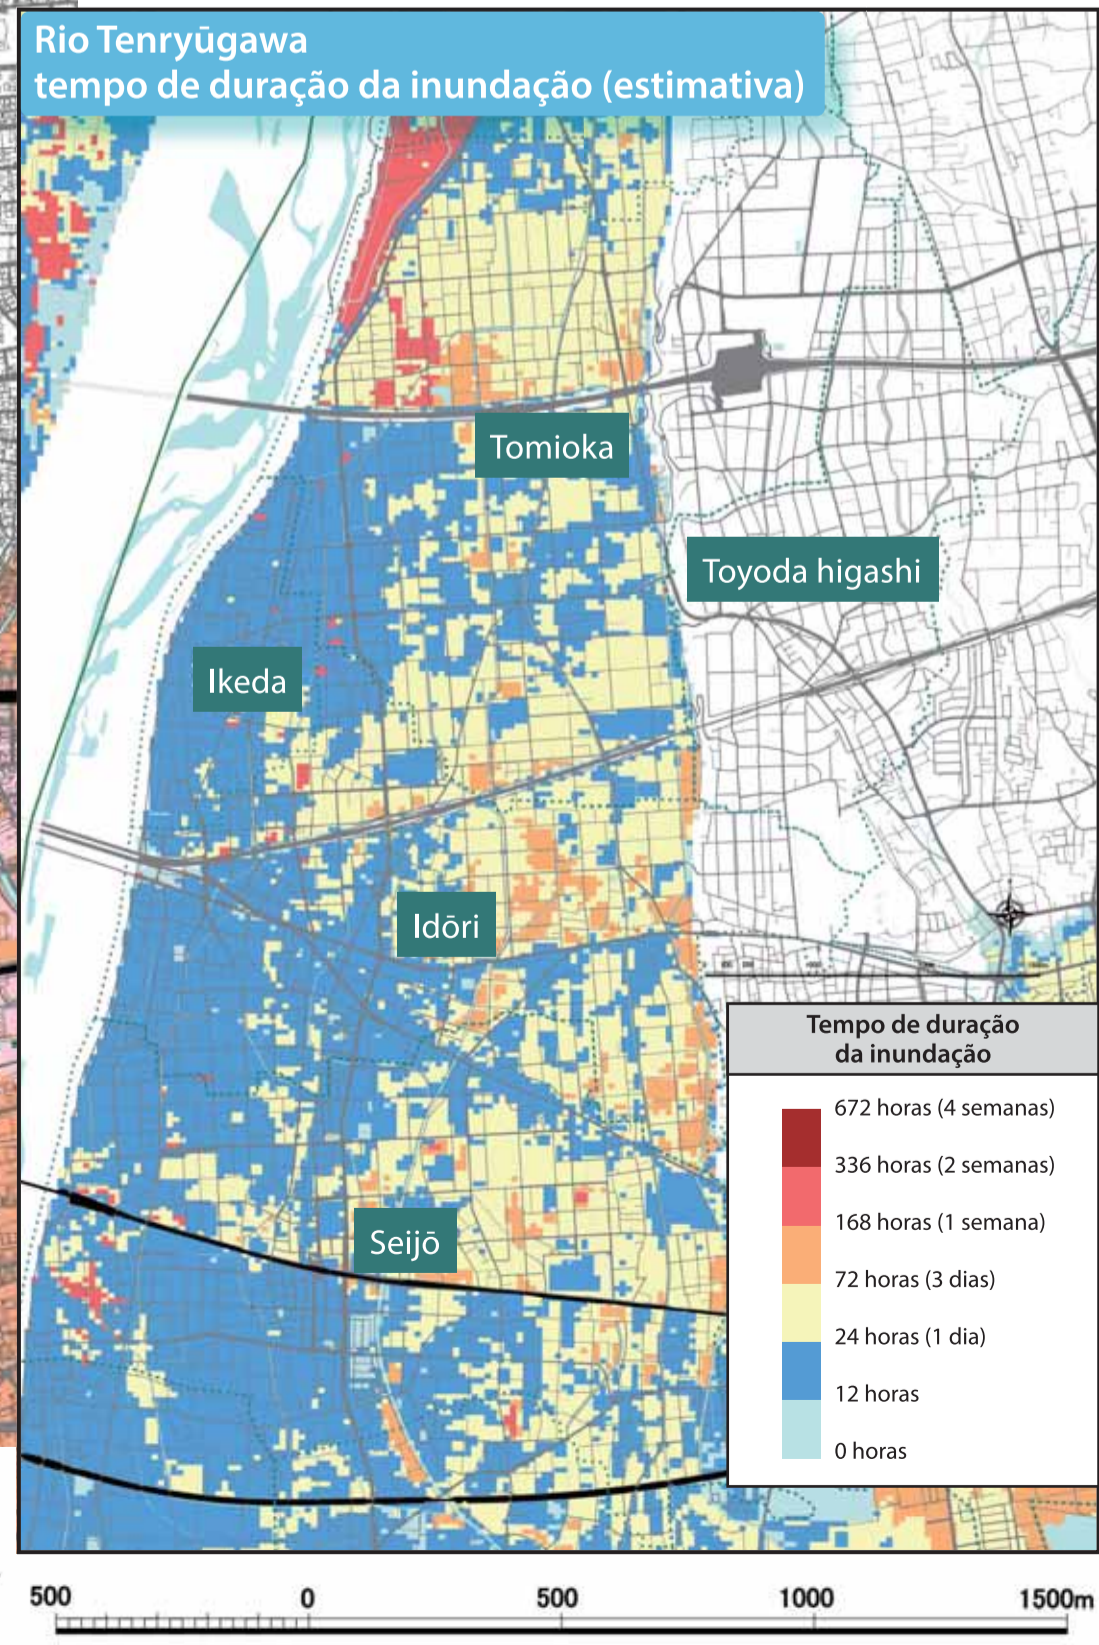 Rio Tenryūgawa
tempo de duração da inundação (estimativa)
Tomioka
Toyoda higashi
Ikeda
Idōri
Seijō
Tempo de duração
da inundação
672 horas (4 semanas)
336 horas (2 semanas)
168 horas (1 semana)
72 horas (3 dias)
24 horas (1 dia)
12 horas
0 horas
500 0 500 1000 1500m